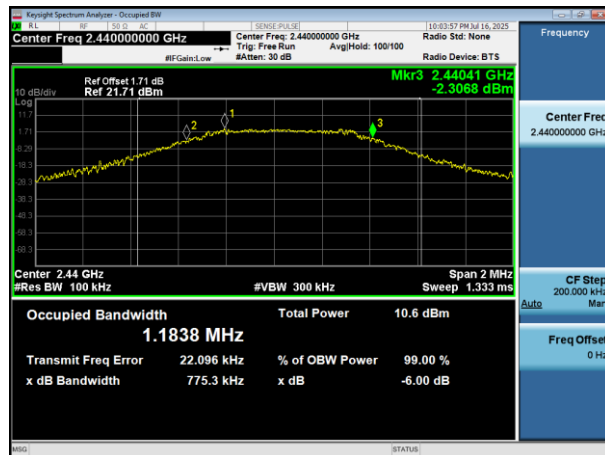 Keysight Spectrum Analyzer - Occupied BW
RL RF 50 Ω AC SENSE:PULSE 10:03:57 PM Jul 16, 2025
Center Freq 2.440000000 GHz Center Freq: 2.440000000 GHz Radio Std: None
Trig: Free Run Avg|Hold: 100/100
#IFGain:Low #Atten: 30 dB Radio Device: BTS
Frequency
Ref Offset 1.71 dB Mkr3 2.44041 GHz
10 dB/div Ref 21.71 dBm -2.3068 dBm
Log
11.7
1.71
-8.29
-18.3
-28.3
-38.3
-48.3
-58.3
-68.3
1
2
3
Center 2.44 GHz Span 2 MHz
#Res BW 100 kHz #VBW 300 kHz Sweep 1.333 ms
Occupied Bandwidth Total Power 10.6 dBm
1.1838 MHz
Transmit Freq Error 22.096 kHz % of OBW Power 99.00 %
x dB Bandwidth 775.3 kHz x dB -6.00 dB
Center Freq
2.440000000 GHz
CF Step
200.000 kHz
Auto Man
Freq Offset
0 Hz
MSG STATUS